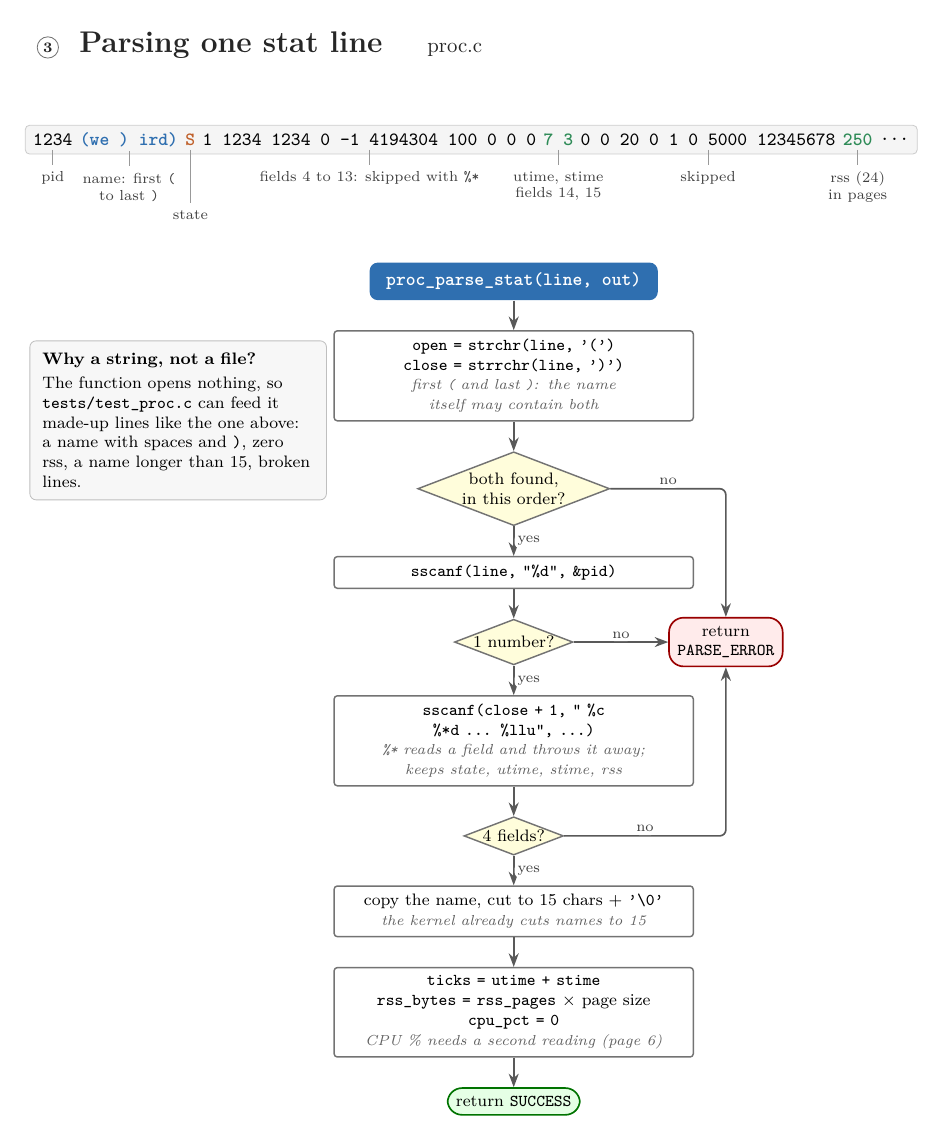 3 Parsing one stat line proc.c
1234 (we ) ird) S 1 1234 1234 0 -1 4194304 100 0 0 0 7 3 0 0 20 0 1 0 5000 12345678 250 ···
pid
name: first (
to last )
state
fields 4 to 13: skipped with %*
utime, stime
fields 14, 15
skipped
rss (24)
in pages
proc_parse_stat(line, out)
open = strchr(line, '(')
close = strrchr(line, ')')
first ( and last ): the name
itself may contain both
Why a string, not a file?
The function opens nothing, so
tests/test_proc.c can feed it
made-up lines like the one above:
a name with spaces and ), zero
rss, a name longer than 15, broken
lines.
both found,
in this order?
no
yes
sscanf(line, "%d", &pid)
1 number?
no
return
PARSE_ERROR
yes
sscanf(close + 1, " %c
%*d ... %llu", ...)
%* reads a field and throws it away;
keeps state, utime, stime, rss
4 fields?
no
yes
copy the name, cut to 15 chars + '\0'
the kernel already cuts names to 15
ticks = utime + stime
rss_bytes = rss_pages × page size
cpu_pct = 0
CPU % needs a second reading (page 6)
return SUCCESS